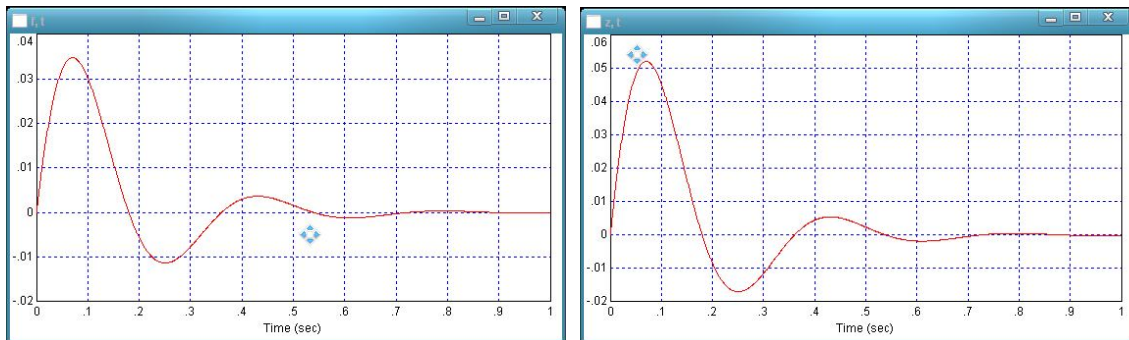 f, t
.04
.03
.02
.01
0
-.01
-.02
0 .1 .2 .3 .4 .5 .6 .7 .8 .9 1
Time (sec)
z, t
.06
.05
.04
.03
.02
.01
0
-.01
-.02
0 .1 .2 .3 .4 .5 .6 .7 .8 .9 1
Time (sec)